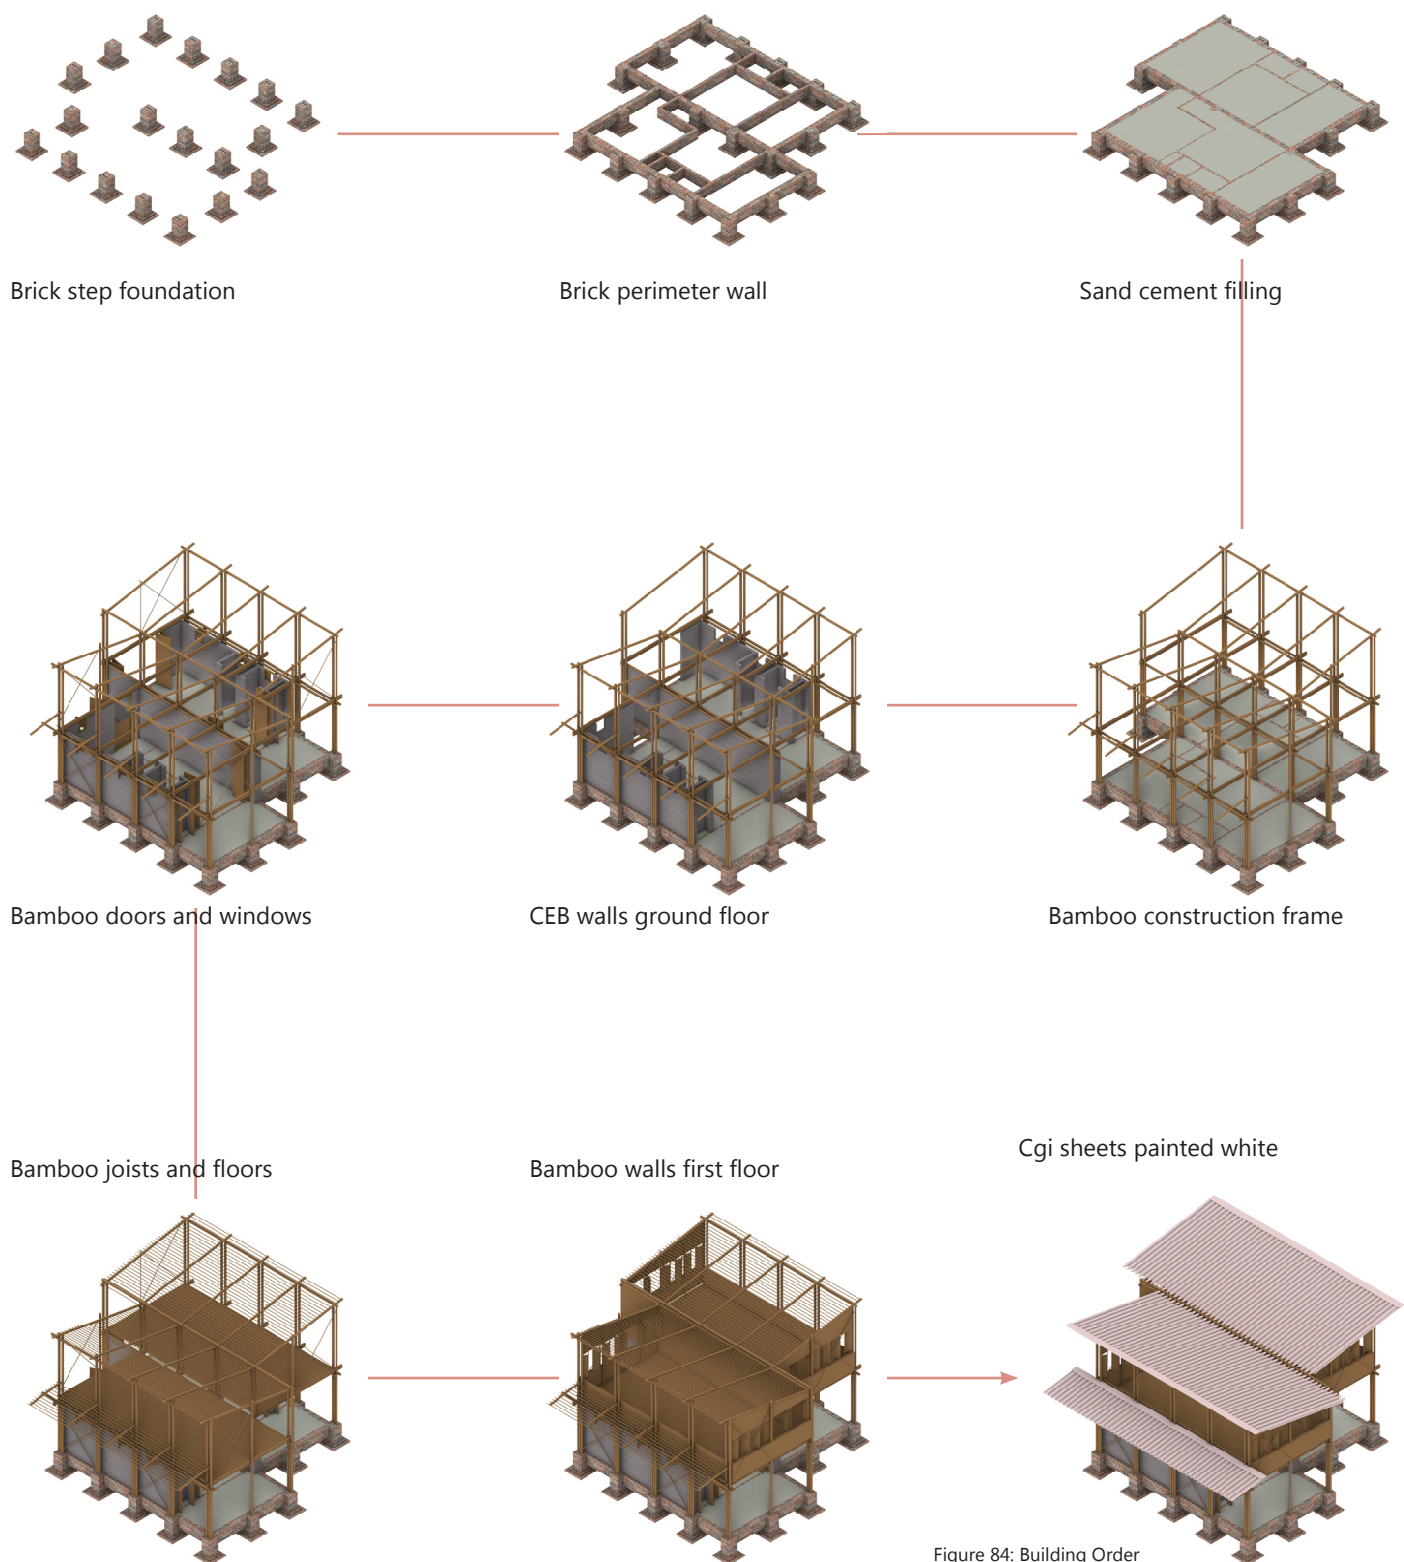 Brick step foundation
Brick perimeter wall
Sand cement filling
Bamboo doors and windows
CEB walls ground floor
Bamboo construction frame
Bamboo joists and floors
Bamboo walls first floor
Cgi sheets painted white
Figure 84: Building Order